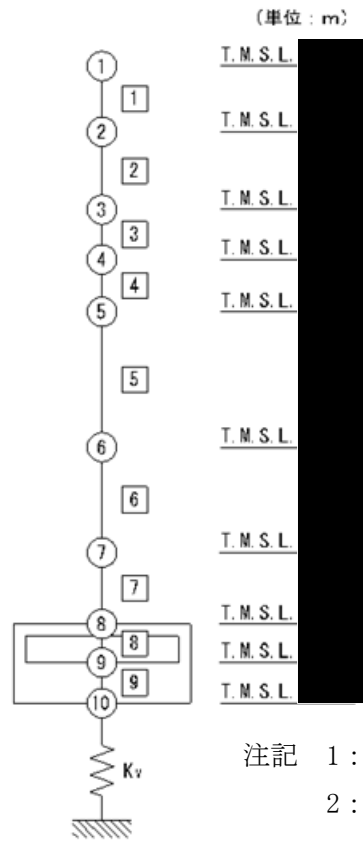 (単位：m)
① T.M.S.L.
1
② T.M.S.L.
2
③ T.M.S.L.
3
④ T.M.S.L.
4
⑤ T.M.S.L.
5
⑥ T.M.S.L.
6
⑦ T.M.S.L.
7
⑧ T.M.S.L.
8
⑨ T.M.S.L.
9
⑩ T.M.S.L.
Kv
注記 1：
2：